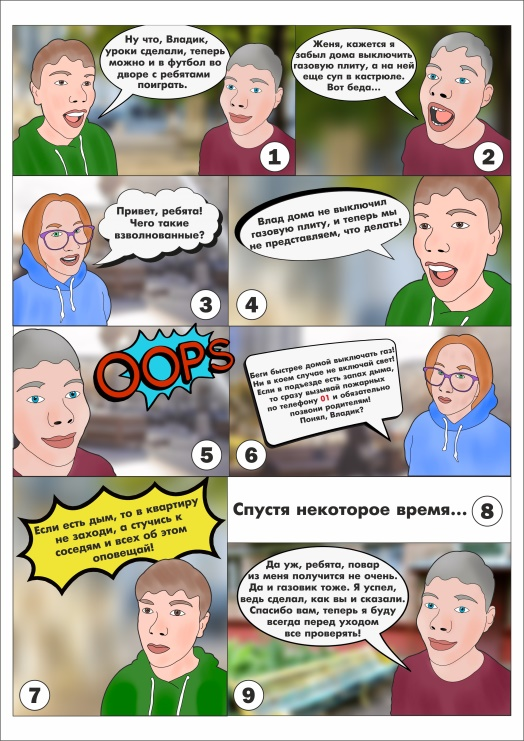 Ну что, Владик,
уроки сделали, теперь
можно и в футбол во
дворе с ребятами
поиграть.
1
Женя, кажется я
забыл дома выключить
газовую плиту, а на ней
еще суп в кастрюле.
Вот беда...
2
Привет, ребята!
Чего такие
взволнованные?
3
Влад дома не выключил
газовую плиту, и теперь мы
не представляем, что делать!
4
OOPS
5
Беги быстрее домой выключать газ!
Ни в коем случае не включай свет!
Если в подъезде есть запах дыма,
то сразу вызывай пожарных
по телефону 01 и обязательно
позвони родителям!
Понял, Владик?
6
Если есть дым, то в квартиру
не заходи, а стучись к
соседям и всех об этом
оповещай!
7
Спустя некоторое время...
8
Да уж, ребята, повар
из меня получится не очень.
Да и газовик тоже. Я успел,
ведь сделал, как вы и сказали.
Спасибо вам, теперь я буду
всегда перед уходом
все проверять!
9